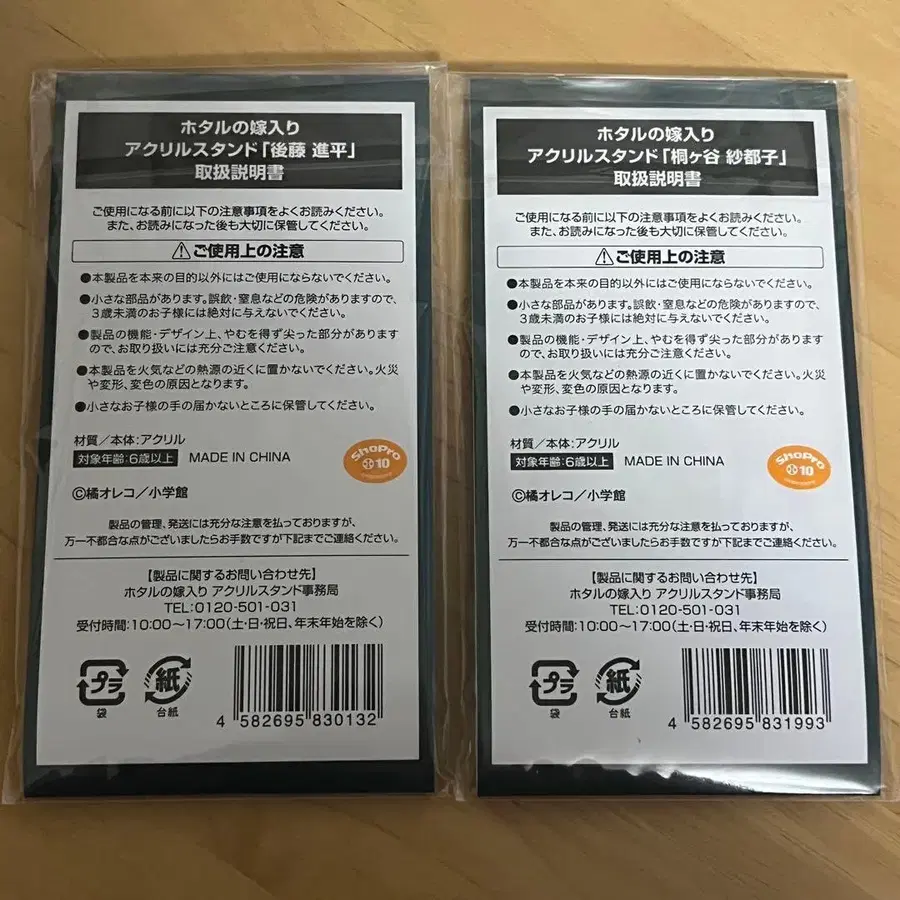 ホタルの嫁入り
アクリルスタンド「後藤 進平」
取扱説明書
ご使用になる前に以下の注意事項をよくお読みください。
また、お読みになった後も大切に保管してください。
⚠ご使用上の注意
●本製品を本来の目的以外にはご使用にならないでください。
●小さな部品があります。誤飲・窒息などの危険がありますので、
3歳未満のお子様には絶対に与えないでください。
●製品の機能・デザイン上、やむを得ず尖った部分があります
ので、お取り扱いには充分ご注意ください。
●本製品を火気などの熱源の近くに置かないでください。火災
や変形、変色の原因となります。
●小さなお子様の手の届かないところに保管してください。
材質／本体：アクリル
対象年齢：6歳以上 MADE IN CHINA
ShoPro
10
©橘オレコ／小学館
製品の管理、発送には充分な注意を払っておりますが、
万一不都合な点がございましたらお手数ですが下記までご連絡ください。
【製品に関するお問い合わせ先】
ホタルの嫁入り アクリルスタンド事務局
TEL：0120-501-031
受付時間：10:00〜17:00（土・日・祝日、年末年始を除く）
プラ
袋
紙
台紙
4 582695 830132
ホタルの嫁入り
アクリルスタンド「桐ヶ谷 紗都子」
取扱説明書
ご使用になる前に以下の注意事項をよくお読みください。
また、お読みになった後も大切に保管してください。
⚠ご使用上の注意
●本製品を本来の目的以外にはご使用にならないでください。
●小さな部品があります。誤飲・窒息などの危険がありますので、
3歳未満のお子様には絶対に与えないでください。
●製品の機能・デザイン上、やむを得ず尖った部分があります
ので、お取り扱いには充分ご注意ください。
●本製品を火気などの熱源の近くに置かないでください。火災
や変形、変色の原因となります。
●小さなお子様の手の届かないところに保管してください。
材質／本体：アクリル
対象年齢：6歳以上 MADE IN CHINA
ShoPro
10
©橘オレコ／小学館
製品の管理、発送には充分な注意を払っておりますが、
万一不都合な点がございましたらお手数ですが下記までご連絡ください。
【製品に関するお問い合わせ先】
ホタルの嫁入り アクリルスタンド事務局
TEL：0120-501-031
受付時間：10:00〜17:00（土・日・祝日、年末年始を除く）
プラ
袋
紙
台紙
4 582695 831993